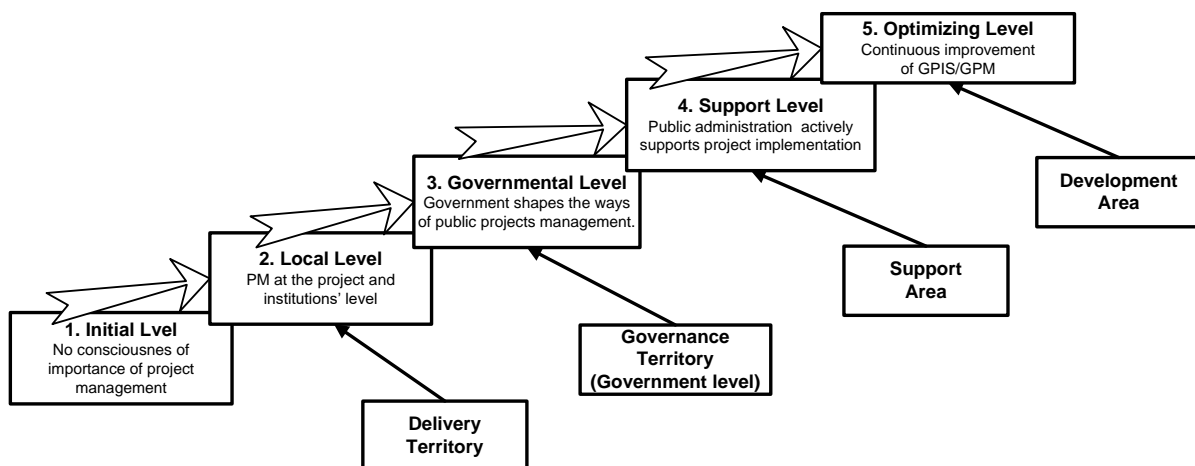 5. Optimizing Level
Continuous improvement
of GPIS/GPM
4. Support Level
Public administration actively
supports project implementation
Development
Area
3. Governmental Level
Government shapes the ways
of public projects management.
2. Local Level
PM at the project and
institutions' level
Support
Area
1. Initial Lvel
No consciousnes of
importance of project
management
Governance
Territory
(Government level)
Delivery
Territory